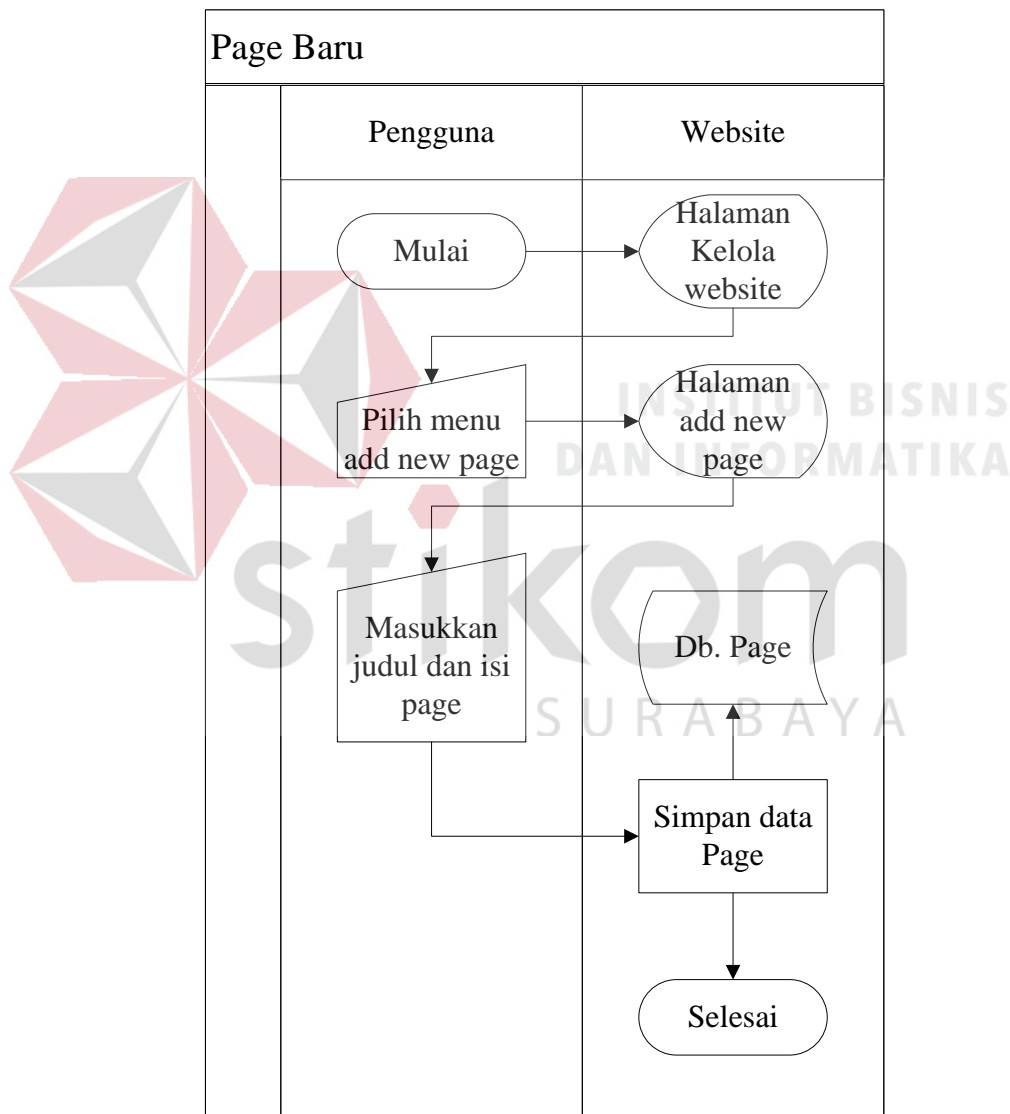 Page Baru
Pengguna
Website
Mulai
Halaman
Kelola
website
Pilih menu
add new page
Halaman
add new
page
INSTITUT BISNIS
DAN INFORMATIKA
stikom
SURABAYA
Masukkan
judul dan isi
page
Db. Page
Simpan data
Page
Selesai